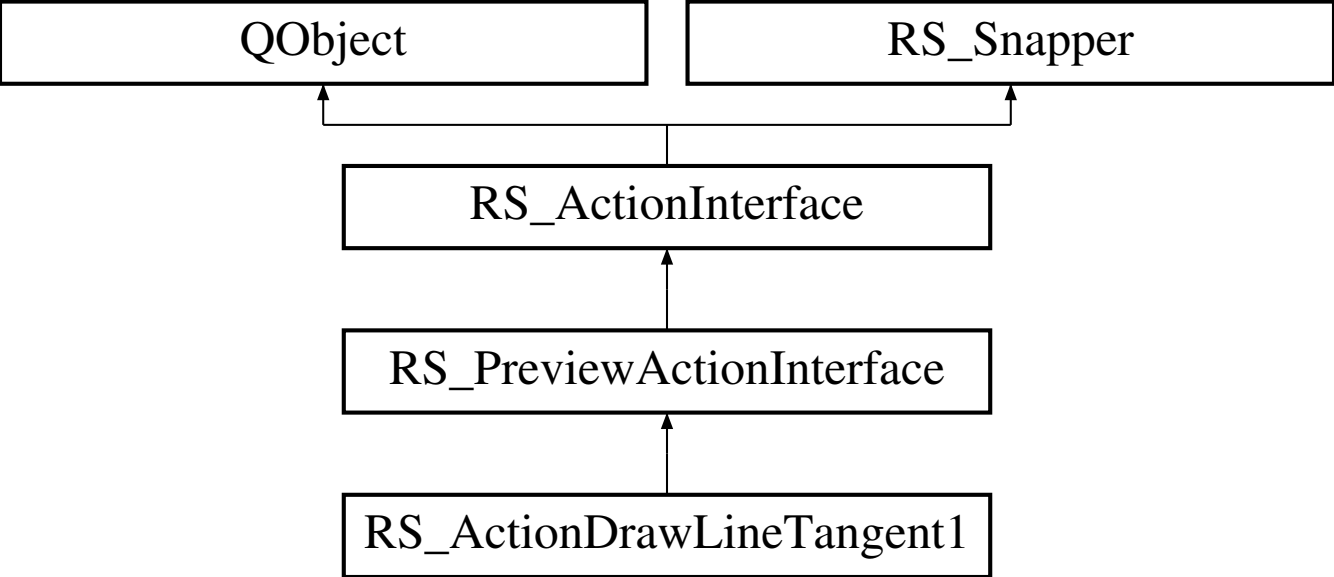 QObject
RS_Snapper
RS_ActionInterface
RS_PreviewActionInterface
RS_ActionDrawLineTangent1